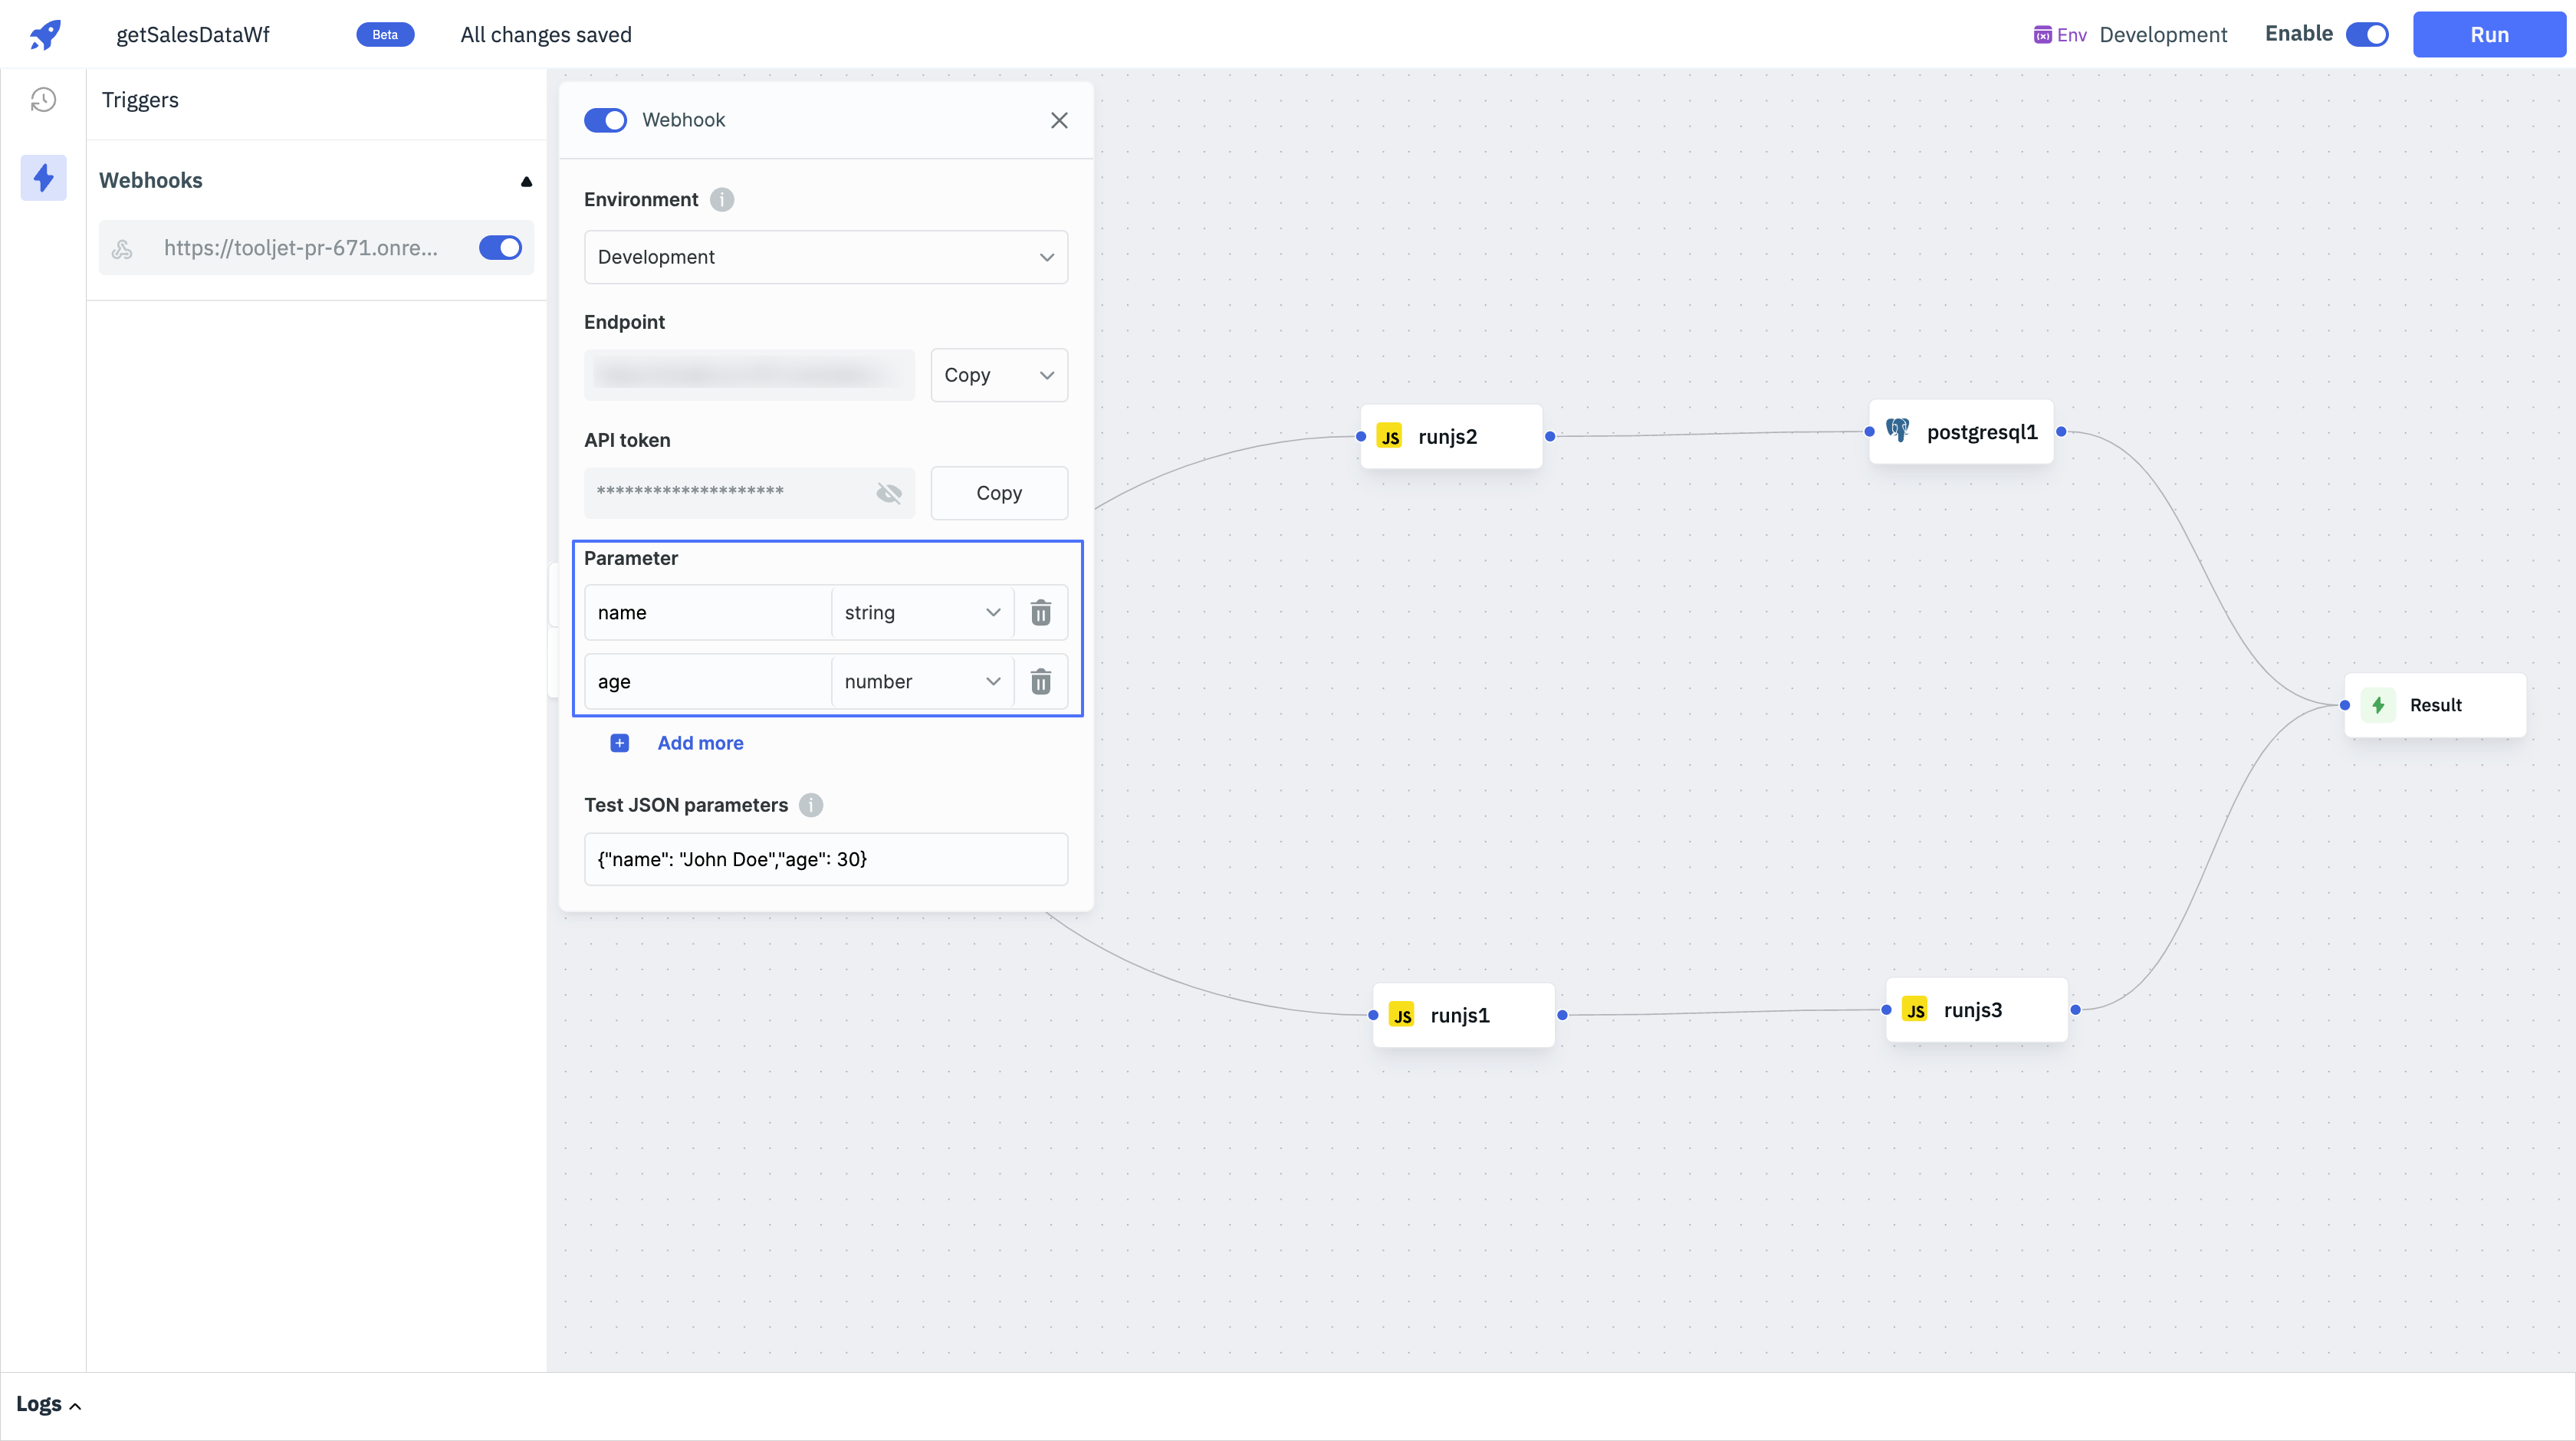 getSalesDataWf
Beta
All changes saved
Env Development
Enable
Run
Triggers
Webhooks
https://tooljet-pr-671.onre...
Webhook
Environment
Development
Endpoint
Copy
API token
********************
Copy
Parameter
name string
age number
Add more
Test JSON parameters
{"name": "John Doe","age": 30}
JS runjs2
postgresql1
Result
JS runjs1
JS runjs3
Logs